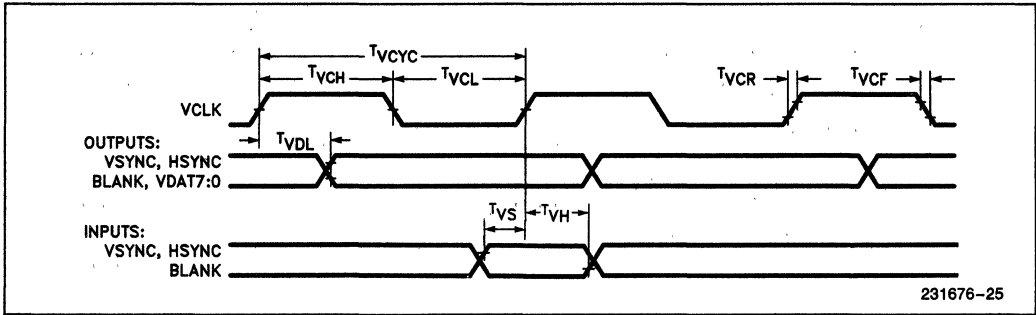 TVCYC
TVCH TVCL TVCR TVCF
VCLK
OUTPUTS: TVDL
VSYNC, HSYNC
BLANK, VDAT7:0
TVS TVH
INPUTS:
VSYNC, HSYNC
BLANK
231676-25